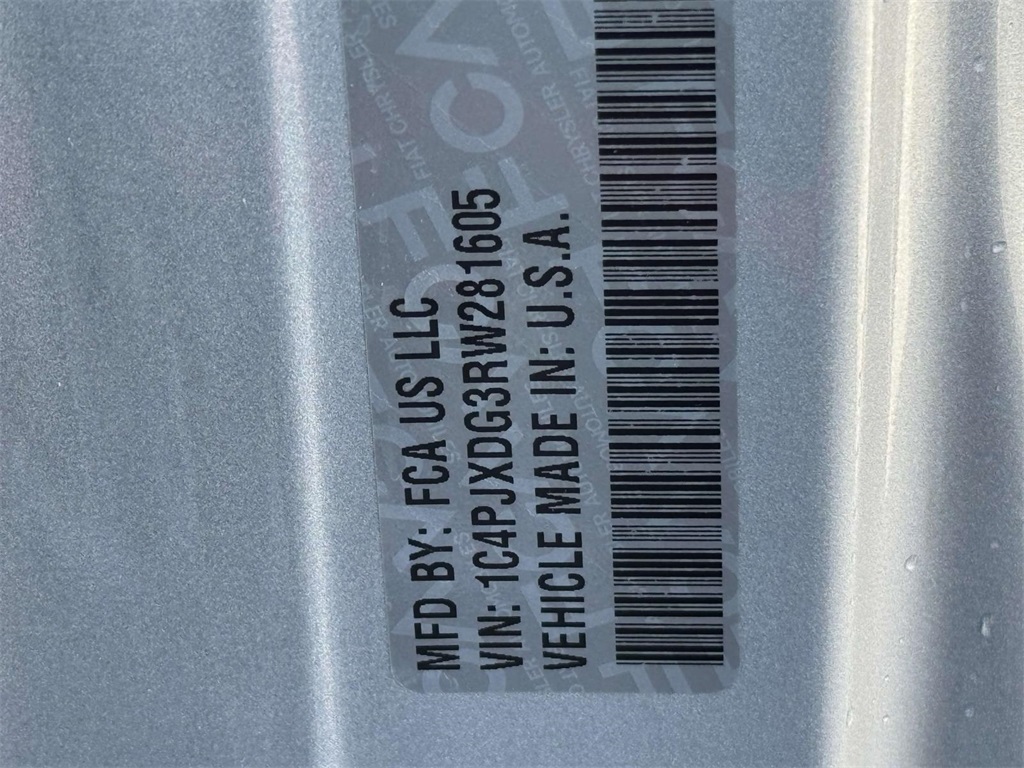 MFD BY: FCA US LLC
VIN: 1C4PJXDG3RW281605
VEHICLE MADE IN: U.S.A.